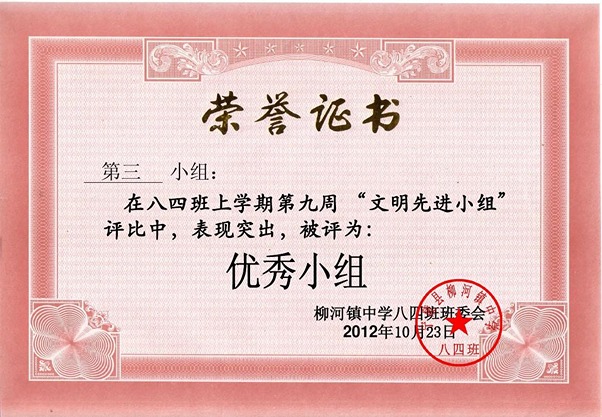 荣誉证书
第三 小组：
在八四班上学期第九周 “文明先进小组”
评比中，表现突出，被评为：
优秀小组
柳河镇中学八四班班委会
2012年10月23日
县柳河镇中学
八四班